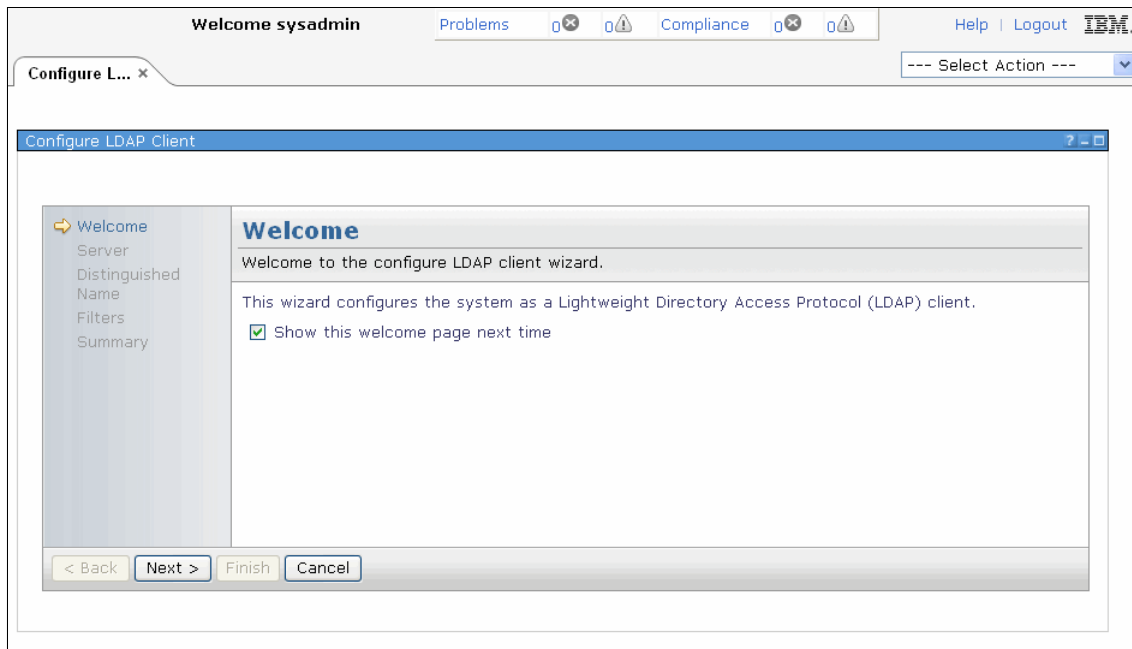 Welcome sysadmin Problems 0 0 Compliance 0 0 Help | Logout IBM.
Configure L... × --- Select Action ---
Configure LDAP Client ?
Welcome
Server
Distinguished
Name
Filters
Summary
Welcome
Welcome to the configure LDAP client wizard.
This wizard configures the system as a Lightweight Directory Access Protocol (LDAP) client.
Show this welcome page next time
< Back Next > Finish Cancel